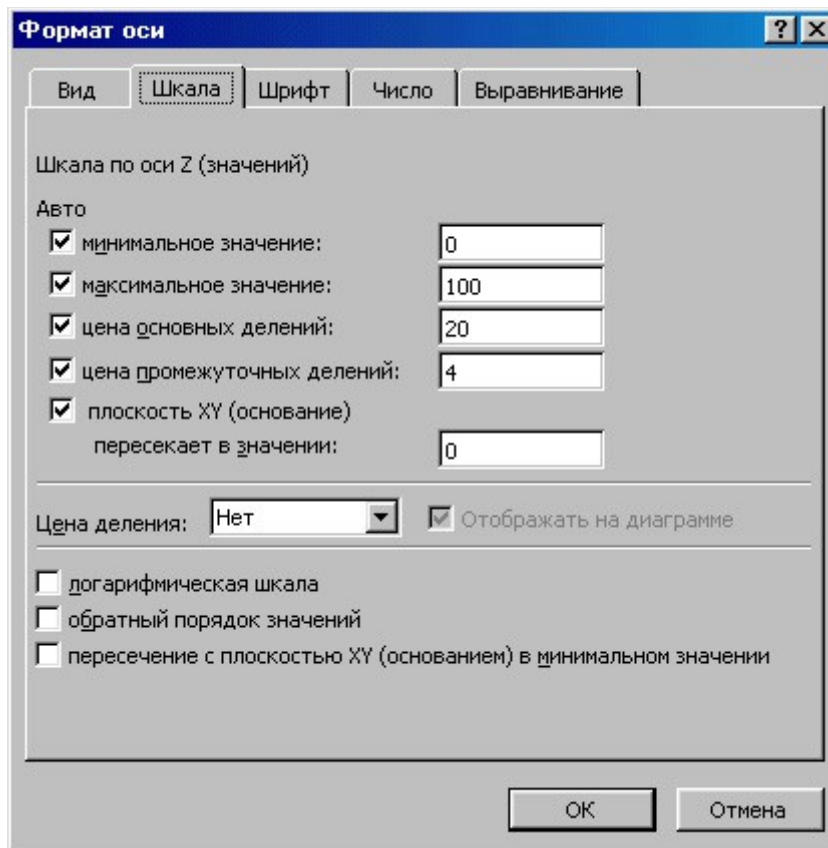 Формат оси
Вид Шкала Шрифт Число Выравнивание
Шкала по оси Z (значений)
Авто
минимальное значение: 0
максимальное значение: 100
цена основных делений: 20
цена промежуточных делений: 4
плоскость XY (основание)
пересекает в значении: 0
Цена деления: Нет Отображать на диаграмме
логарифмическая шкала
обратный порядок значений
пересечение с плоскостью XY (основанием) в минимальном значении
OK Отмена